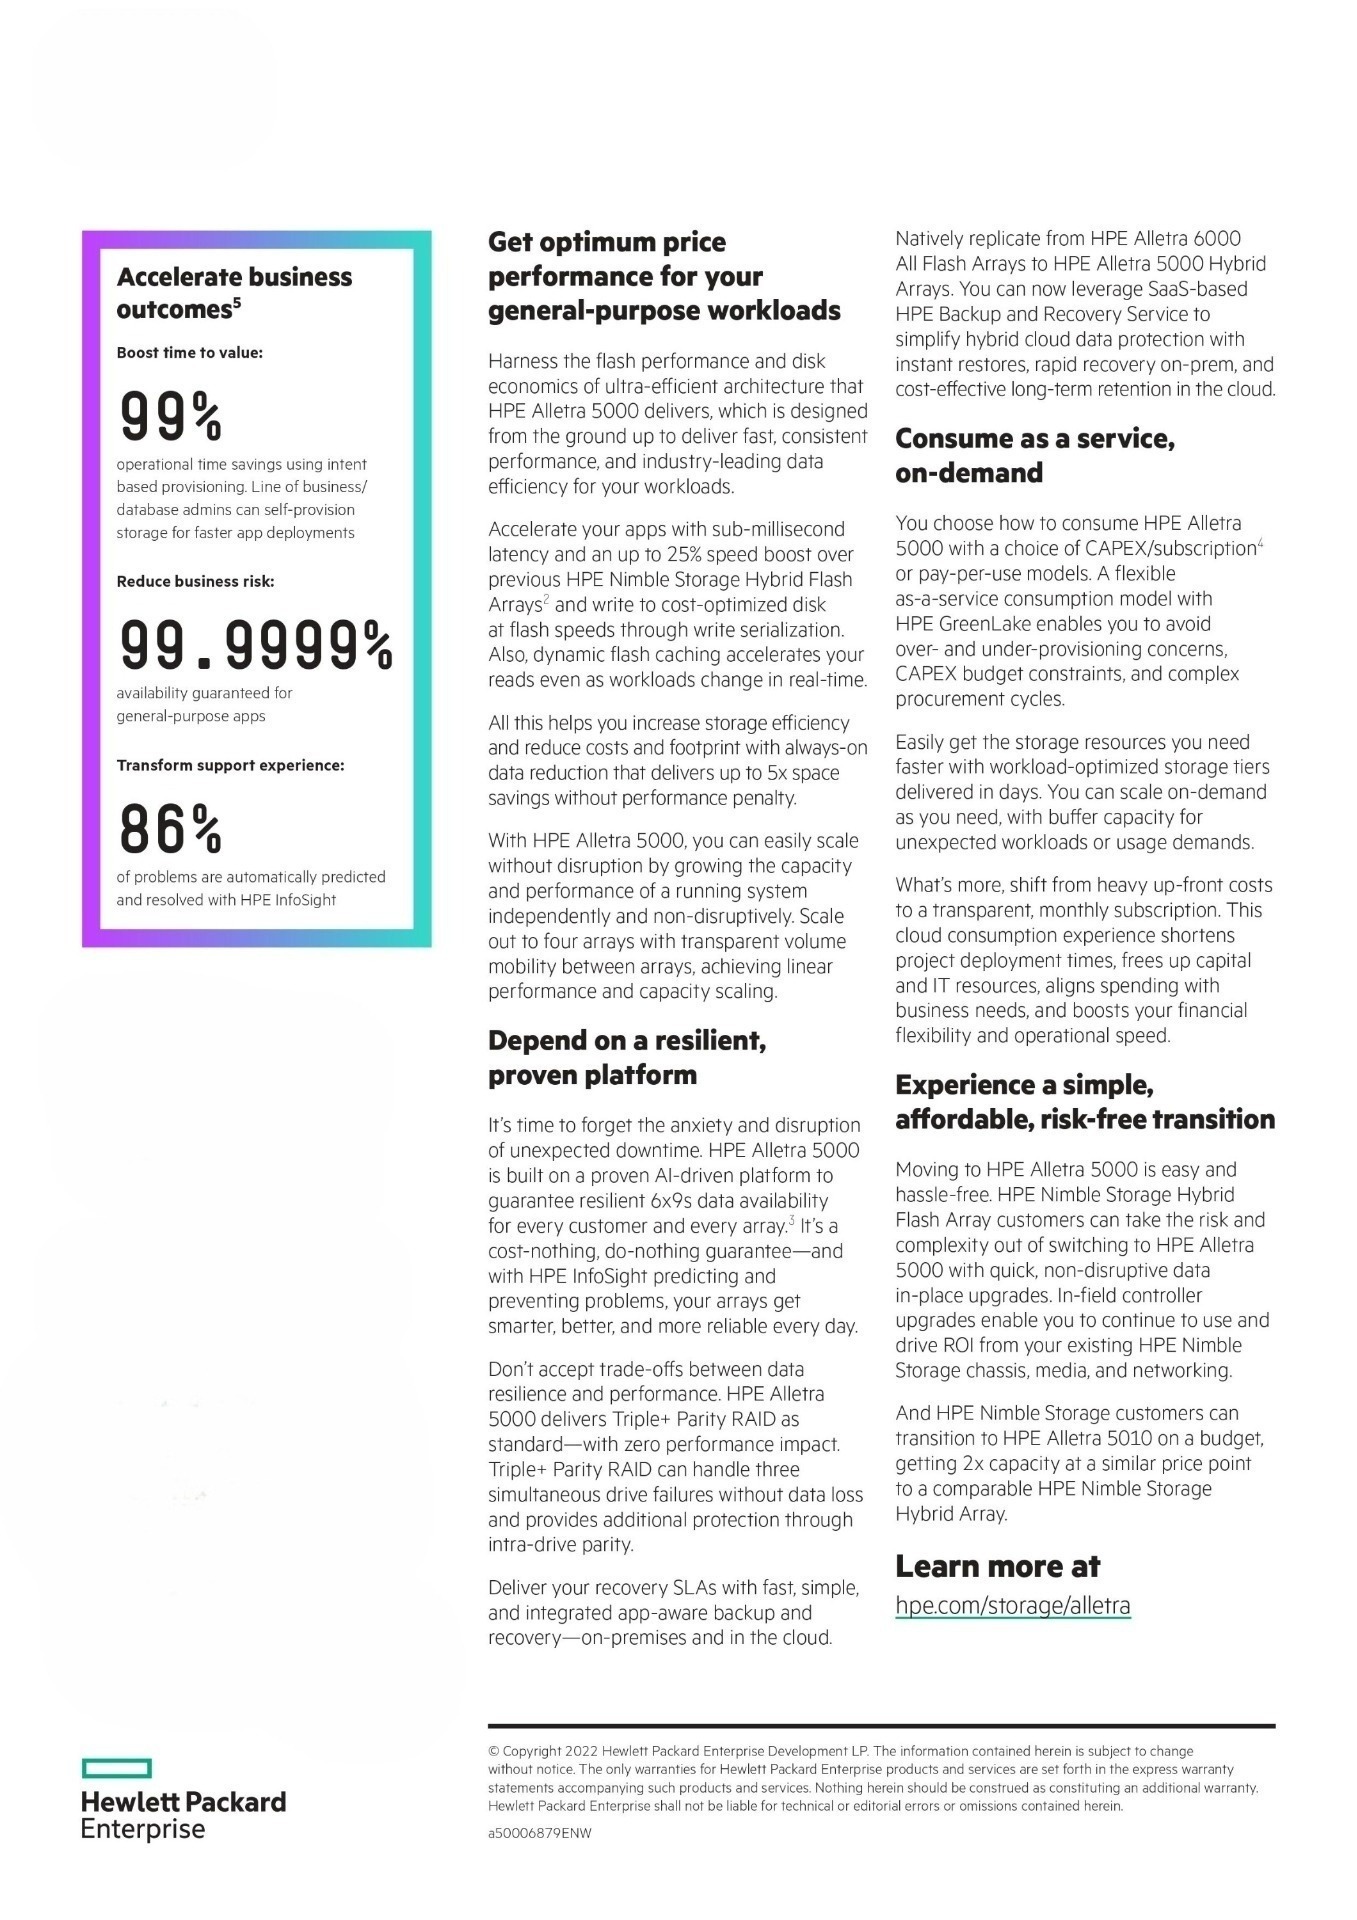 Accelerate business
outcomes⁵
Boost time to value:
99%
operational time savings using intent
based provisioning. Line of business/
database admins can self-provision
storage for faster app deployments
Reduce business risk:
99.9999%
availability guaranteed for
general-purpose apps
Transform support experience:
86%
of problems are automatically predicted
and resolved with HPE InfoSight
Get optimum price
performance for your
general-purpose workloads
Harness the flash performance and disk
economics of ultra-efficient architecture that
HPE Alletra 5000 delivers, which is designed
from the ground up to deliver fast, consistent
performance, and industry-leading data
efficiency for your workloads.
Accelerate your apps with sub-millisecond
latency and an up to 25% speed boost over
previous HPE Nimble Storage Hybrid Flash
Arrays² and write to cost-optimized disk
at flash speeds through write serialization.
Also, dynamic flash caching accelerates your
reads even as workloads change in real-time.
All this helps you increase storage efficiency
and reduce costs and footprint with always-on
data reduction that delivers up to 5x space
savings without performance penalty.
With HPE Alletra 5000, you can easily scale
without disruption by growing the capacity
and performance of a running system
independently and non-disruptively. Scale
out to four arrays with transparent volume
mobility between arrays, achieving linear
performance and capacity scaling.
Depend on a resilient,
proven platform
It's time to forget the anxiety and disruption
of unexpected downtime. HPE Alletra 5000
is built on a proven AI-driven platform to
guarantee resilient 6x9s data availability
for every customer and every array.³ It's a
cost-nothing, do-nothing guarantee—and
with HPE InfoSight predicting and
preventing problems, your arrays get
smarter, better, and more reliable every day.
Don't accept trade-offs between data
resilience and performance. HPE Alletra
5000 delivers Triple+ Parity RAID as
standard—with zero performance impact.
Triple+ Parity RAID can handle three
simultaneous drive failures without data loss
and provides additional protection through
intra-drive parity.
Deliver your recovery SLAs with fast, simple,
and integrated app-aware backup and
recovery—on-premises and in the cloud.
Natively replicate from HPE Alletra 6000
All Flash Arrays to HPE Alletra 5000 Hybrid
Arrays. You can now leverage SaaS-based
HPE Backup and Recovery Service to
simplify hybrid cloud data protection with
instant restores, rapid recovery on-prem, and
cost-effective long-term retention in the cloud.
Consume as a service,
on-demand
You choose how to consume HPE Alletra
5000 with a choice of CAPEX/subscription⁴
or pay-per-use models. A flexible
as-a-service consumption model with
HPE GreenLake enables you to avoid
over- and under-provisioning concerns,
CAPEX budget constraints, and complex
procurement cycles.
Easily get the storage resources you need
faster with workload-optimized storage tiers
delivered in days. You can scale on-demand
as you need, with buffer capacity for
unexpected workloads or usage demands.
What's more, shift from heavy up-front costs
to a transparent, monthly subscription. This
cloud consumption experience shortens
project deployment times, frees up capital
and IT resources, aligns spending with
business needs, and boosts your financial
flexibility and operational speed.
Experience a simple,
affordable, risk-free transition
Moving to HPE Alletra 5000 is easy and
hassle-free. HPE Nimble Storage Hybrid
Flash Array customers can take the risk and
complexity out of switching to HPE Alletra
5000 with quick, non-disruptive data
in-place upgrades. In-field controller
upgrades enable you to continue to use and
drive ROI from your existing HPE Nimble
Storage chassis, media, and networking.
And HPE Nimble Storage customers can
transition to HPE Alletra 5010 on a budget,
getting 2x capacity at a similar price point
to a comparable HPE Nimble Storage
Hybrid Array.
Learn more at
hpe.com/storage/alletra
© Copyright 2022 Hewlett Packard Enterprise Development LP. The information contained herein is subject to change
without notice. The only warranties for Hewlett Packard Enterprise products and services are set forth in the express warranty
statements accompanying such products and services. Nothing herein should be construed as constituting an additional warranty.
Hewlett Packard Enterprise shall not be liable for technical or editorial errors or omissions contained herein.
a50006879ENW
Hewlett Packard
Enterprise